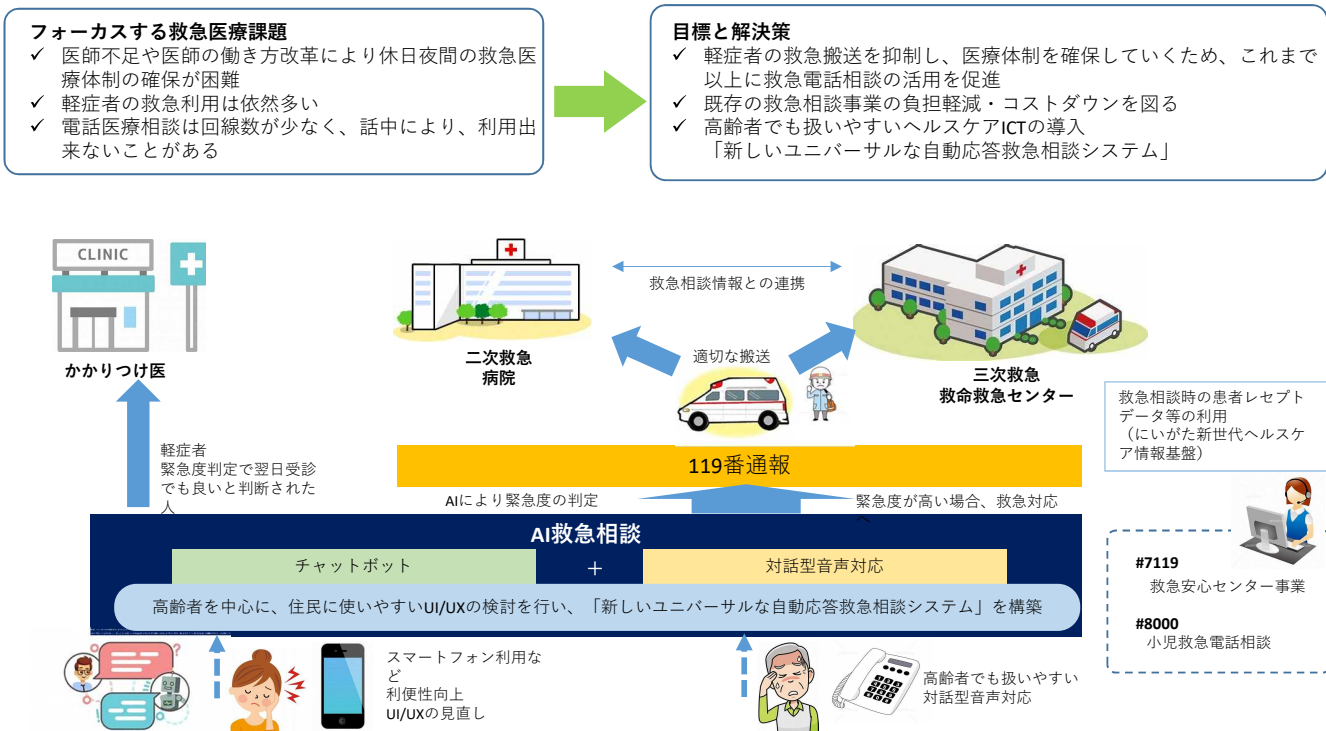 フォーカスする救急医療課題
✓ 医師不足や医師の働き方改革により休日夜間の救急医
療体制の確保が困難
✓ 軽症者の救急利用は依然多い
✓ 電話医療相談は回線数が少なく、話中により、利用出
来ないことがある
目標と解決策
✓ 軽症者の救急搬送を抑制し、医療体制を確保していくため、これまで
以上に救急電話相談の活用を促進
✓ 既存の救急相談事業の負担軽減・コストダウンを図る
✓ 高齢者でも扱いやすいヘルスケアICTの導入
「新しいユニバーサルな自動応答救急相談システム」
CLINIC
かかりつけ医
二次救急
病院
救急相談情報との連携
適切な搬送
三次救急
救命救急センター
救急相談時の患者レセプト
データ等の利用
（にいがた新世代ヘルスケ
ア情報基盤）
軽症者
緊急度判定で翌日受診
でも良いと判断された
人
119番通報
AIにより緊急度の判定
緊急度が高い場合、救急対応
へ
AI救急相談
チャットボット
+
対話型音声対応
高齢者を中心に、住民に使いやすいUI/UXの検討を行い、「新しいユニバーサルな自動応答救急相談システム」を構築
#7119
救急安心センター事業
#8000
小児救急電話相談
スマートフォン利用な
ど
利便性向上
UI/UXの見直し
高齢者でも扱いやすい
対話型音声対応